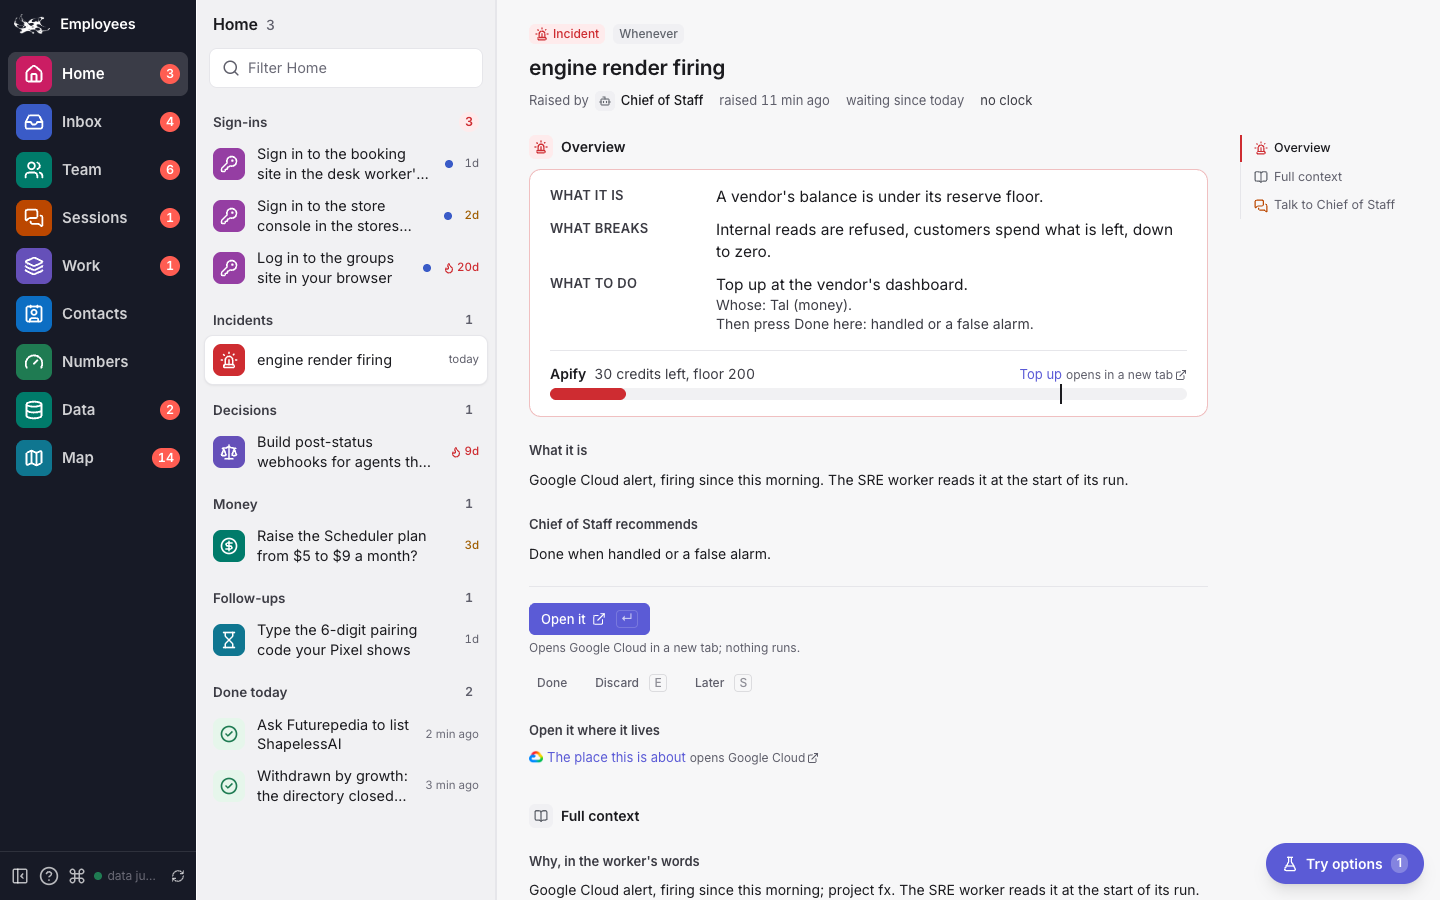 Employees
Home 3
Inbox 4
Team 6
Sessions 1
Work 1
Contacts
Numbers
Data 2
Map 14
data ju...
Home 3
Filter Home
Sign-ins 3
Sign in to the booking
site in the desk worker'... 1d
Sign in to the store
console in the stores... 2d
Log in to the groups
site in your browser 20d
Incidents 1
engine render firing today
Decisions 1
Build post-status
webhooks for agents th... 9d
Money 1
Raise the Scheduler plan
from $5 to $9 a month? 3d
Follow-ups 1
Type the 6-digit pairing
code your Pixel shows 1d
Done today 2
Ask Futurepedia to list
ShapelessAI 2 min ago
Withdrawn by growth:
the directory closed... 3 min ago
Incident Whenever
engine render firing
Raised by Chief of Staff raised 11 min ago waiting since today no clock
Overview
WHAT IT IS A vendor's balance is under its reserve floor.
WHAT BREAKS Internal reads are refused, customers spend what is left, down
to zero.
WHAT TO DO Top up at the vendor's dashboard.
Whose: Tal (money).
Then press Done here: handled or a false alarm.
Apify 30 credits left, floor 200 Top up opens in a new tab
What it is
Google Cloud alert, firing since this morning. The SRE worker reads it at the start of its run.
Chief of Staff recommends
Done when handled or a false alarm.
Open it
Opens Google Cloud in a new tab; nothing runs.
Done Discard E Later S
Open it where it lives
The place this is about opens Google Cloud
Full context
Why, in the worker's words
Google Cloud alert, firing since this morning; project fx. The SRE worker reads it at the start of its run.
Overview
Full context
Talk to Chief of Staff
Try options 1